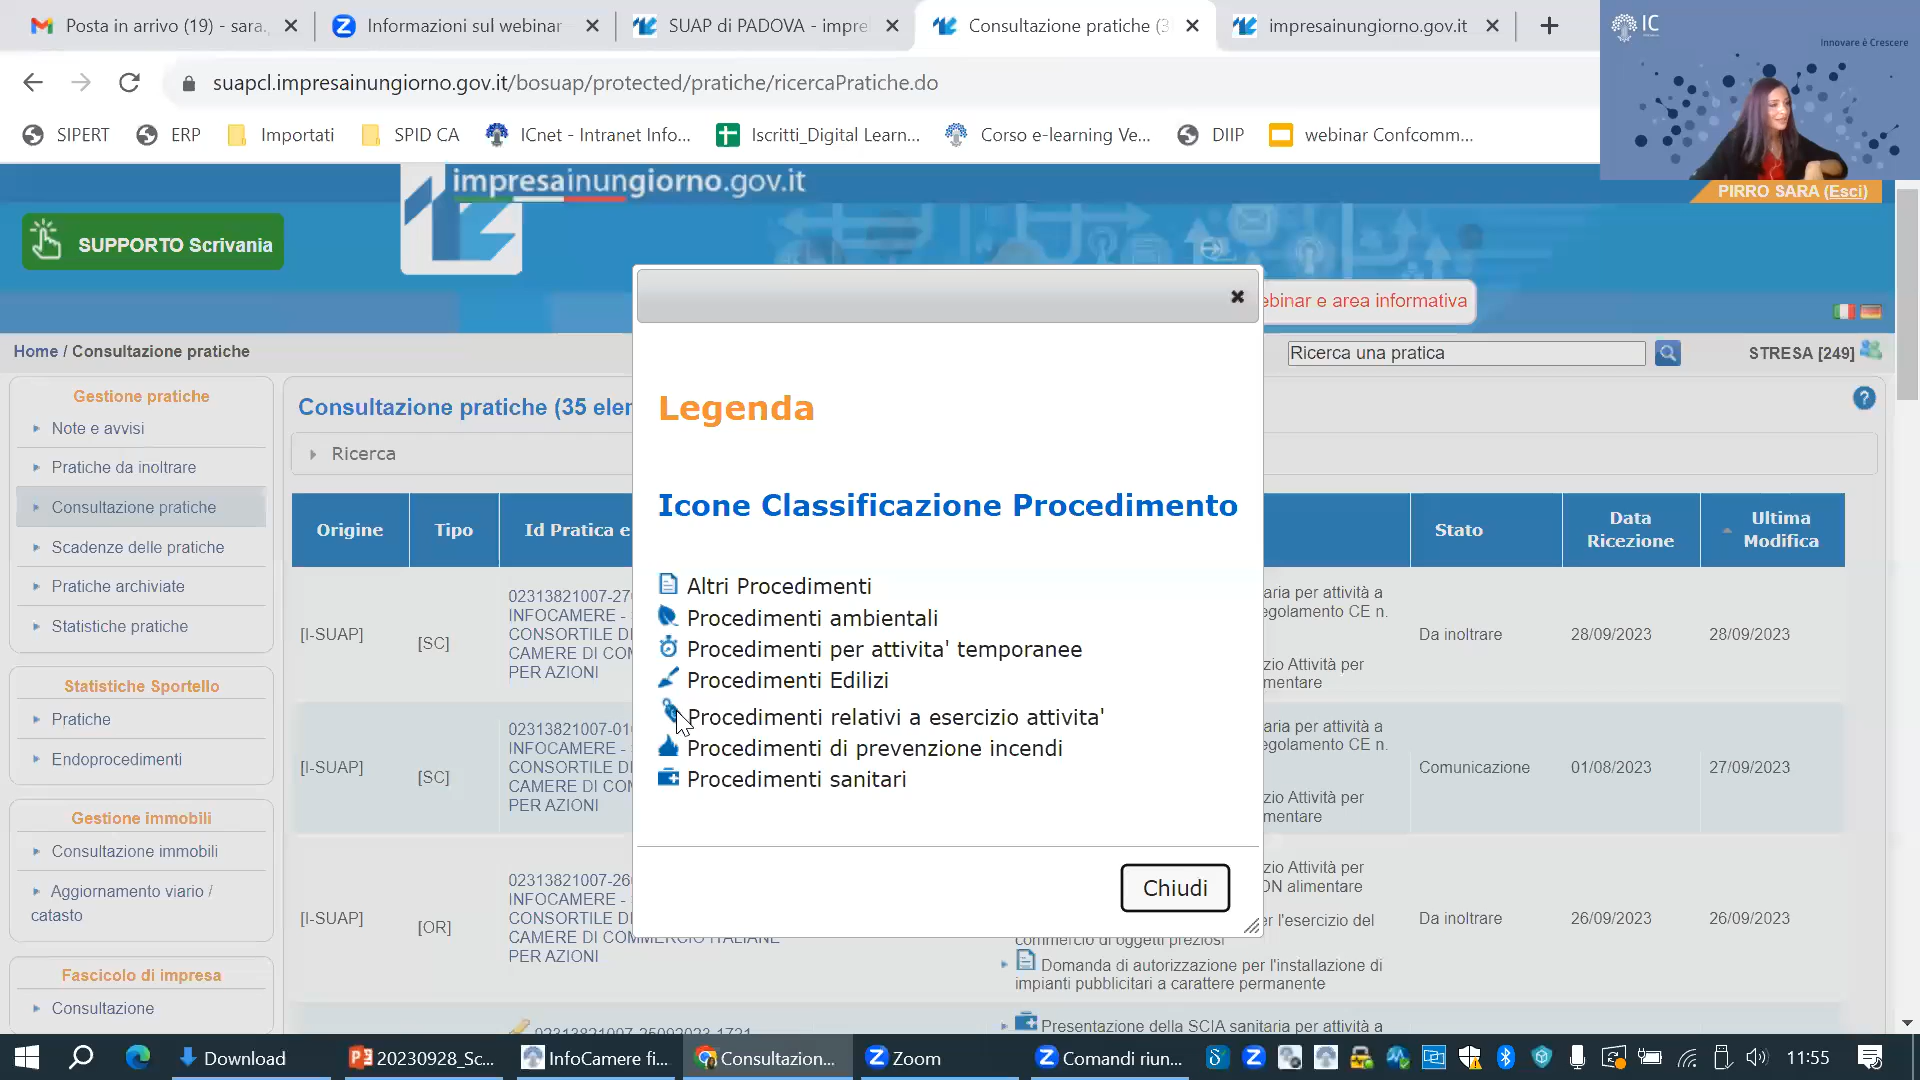 Posta in arrivo (19) - sara.
Informazioni sul webinar
SUAP di PADOVA - impre
Consultazione pratiche (3
impresainungiorno.gov.it
IC
Innovare è Crescere
suapcl.impresainungiorno.gov.it/bosuap/protected/pratiche/ricercaPratiche.do
SIPERT
ERP
Importati
SPID CA
ICnet - Intranet Info...
Iscritti_Digital Learn...
Corso e-learning Ve...
DIIP
webinar Confcomm...
impresainungiorno.gov.it
PIRRO SARA (Esci)
SUPPORTO Scrivania
ebinar e area informativa
Home / Consultazione pratiche
Ricerca una pratica
STRESA [249]
Gestione pratiche
Note e avvisi
Pratiche da inoltrare
Consultazione pratiche
Scadenze delle pratiche
Pratiche archiviate
Statistiche pratiche
Statistiche Sportello
Pratiche
Endoprocedimenti
Gestione immobili
Consultazione immobili
Aggiornamento viario /
catasto
Fascicolo di impresa
Consultazione
Consultazione pratiche (35 elen
?
Ricerca
Origine
Tipo
Id Pratica e
Stato
Data
Ricezione
Ultima
Modifica
[I-SUAP]
[SC]
02313821007-270
INFOCAMERE -
CONSORTILE DI
CAMERE DI COM
PER AZIONI
aria per attività a
egolamento CE n.
zio Attività per
mentare
Da inoltrare
28/09/2023
28/09/2023
[I-SUAP]
[SC]
02313821007-010
INFOCAMERE -
CONSORTILE DI
CAMERE DI COM
PER AZIONI
aria per attività a
egolamento CE n.
zio Attività per
mentare
Comunicazione
01/08/2023
27/09/2023
[I-SUAP]
[OR]
02313821007-260
INFOCAMERE -
CONSORTILE DI
CAMERE DI COMMERCIO ITALIANE
PER AZIONI
zio Attività per
ON alimentare
er l'esercizio del
commercio di oggetti preziosi
Domanda di autorizzazione per l'installazione di
impianti pubblicitari a carattere permanente
Da inoltrare
26/09/2023
26/09/2023
02313821007-25092023-1721
Presentazione della SCIA sanitaria per attività a
Legenda
Icone Classificazione Procedimento
Altri Procedimenti
Procedimenti ambientali
Procedimenti per attivita' temporanee
Procedimenti Edilizi
Procedimenti relativi a esercizio attivita'
Procedimenti di prevenzione incendi
Procedimenti sanitari
Chiudi
Download
20230928_Sc...
InfoCamere fi...
Consultazion...
Zoom
Comandi riun...
11:55